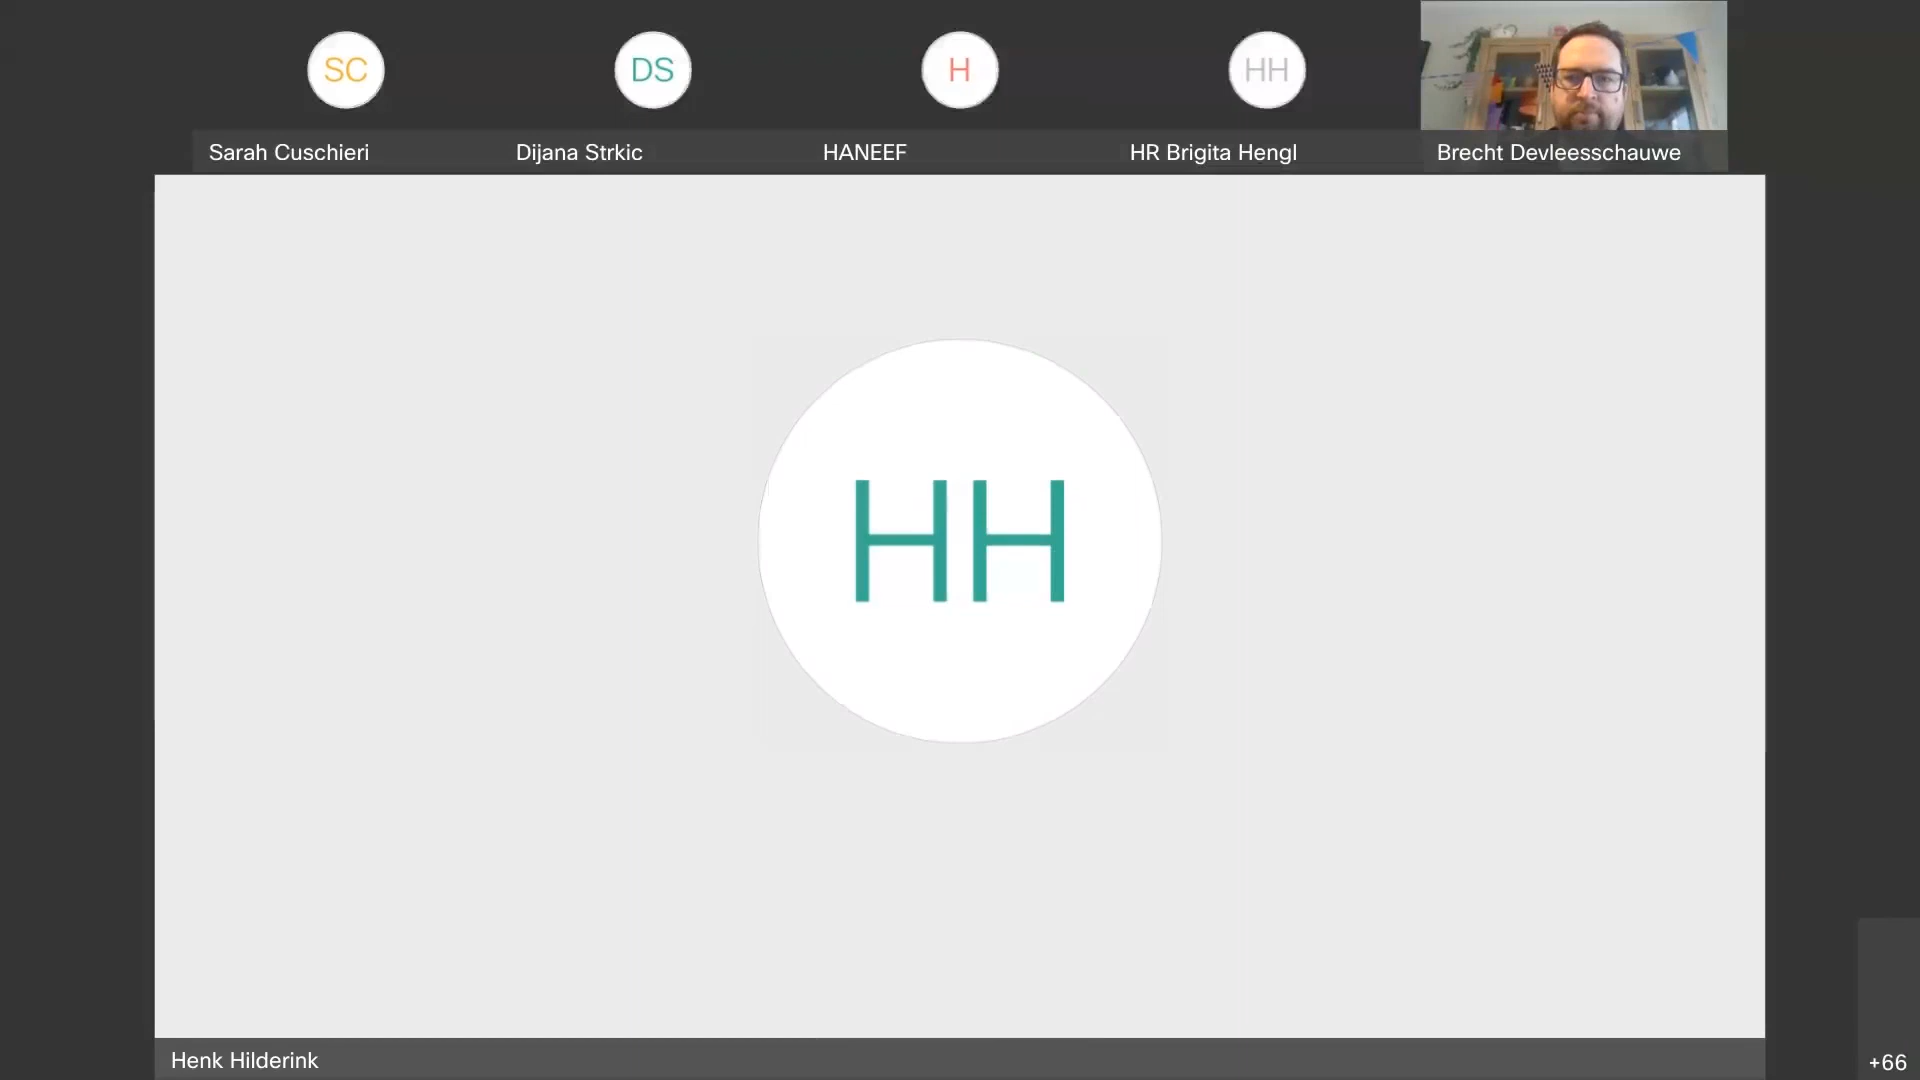 SC
DS
H
HH
Sarah Cuschieri
Dijana Strkic
HANEEF
HR Brigita Hengl
Brecht Devleesschauwe
HH
Henk Hilderink
+66